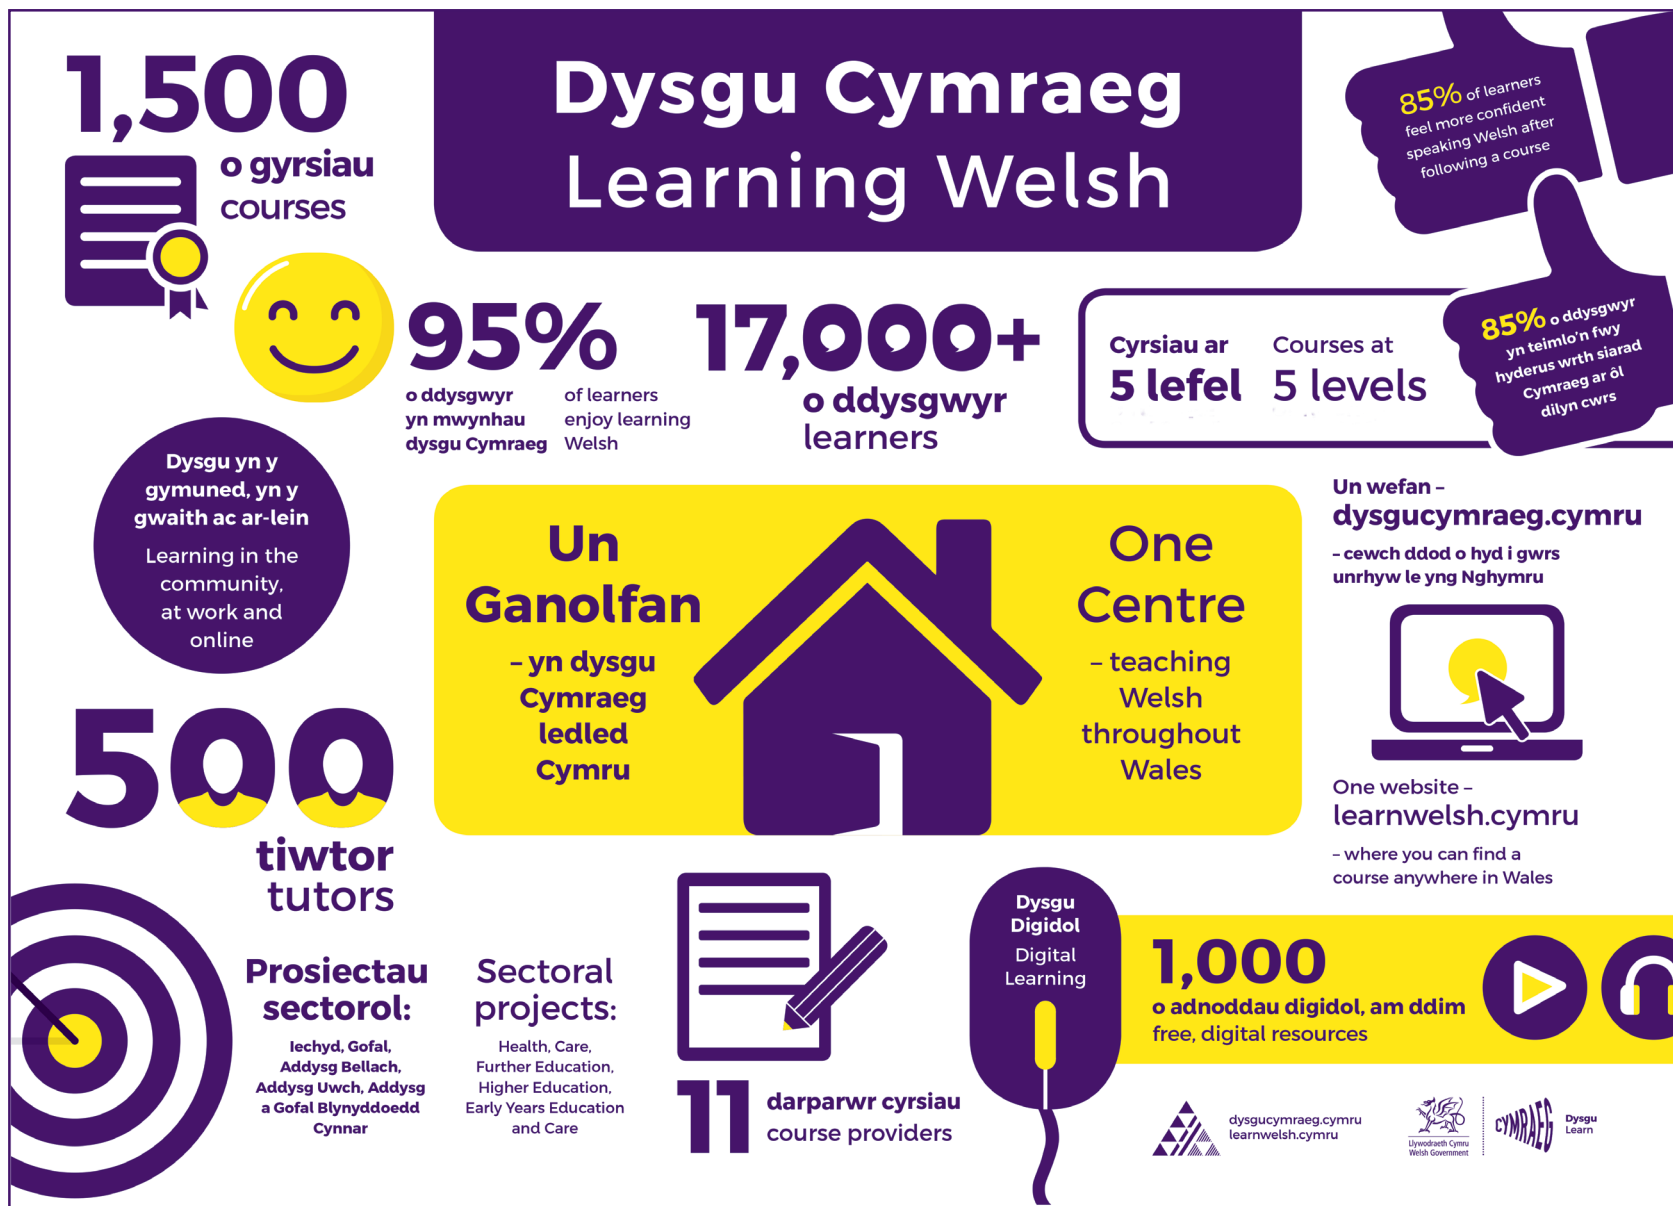 1,500
o gyrsiau
courses
Dysgu Cymraeg
Learning Welsh
85% of learners
feel more confident
speaking Welsh after
following a course
95%
o ddysgwyr
yn mwynhau
dysgu Cymraeg
of learners
enjoy learning
Welsh
17,000+
o ddysgwyr
learners
Cyrsiau ar
5 lefel
Courses at
5 levels
85% o ddysgwyr
yn teimlo'n fwy
hyderus wrth siarad
Cymraeg ar ôl
dilyn cwrs
Dysgu yn y
gymuned, yn y
gwaith ac ar-lein
Learning in the
community,
at work and
online
Un
Ganolfan
– yn dysgu
Cymraeg
ledled
Cymru
One
Centre
– teaching
Welsh
throughout
Wales
Un wefan –
dysgucymraeg.cymru
– cewch ddod o hyd i gwrs
unrhyw le yng Nghymru
One website –
learnwelsh.cymru
– where you can find a
course anywhere in Wales
500
tiwtor
tutors
Prosiectau
sectorol:
Iechyd, Gofal,
Addysg Bellach,
Addysg Uwch, Addysg
a Gofal Blynyddoedd
Cynnar
Sectoral
projects:
Health, Care,
Further Education,
Higher Education,
Early Years Education
and Care
11
darparwr cyrsiau
course providers
Dysgu
Digidol
Digital
Learning
1,000
o adnoddau digidol, am ddim
free, digital resources
dysgucymraeg.cymru
learnwelsh.cymru
Llywodraeth Cymru
Welsh Government
CYMRAEG
Dysgu
Learn